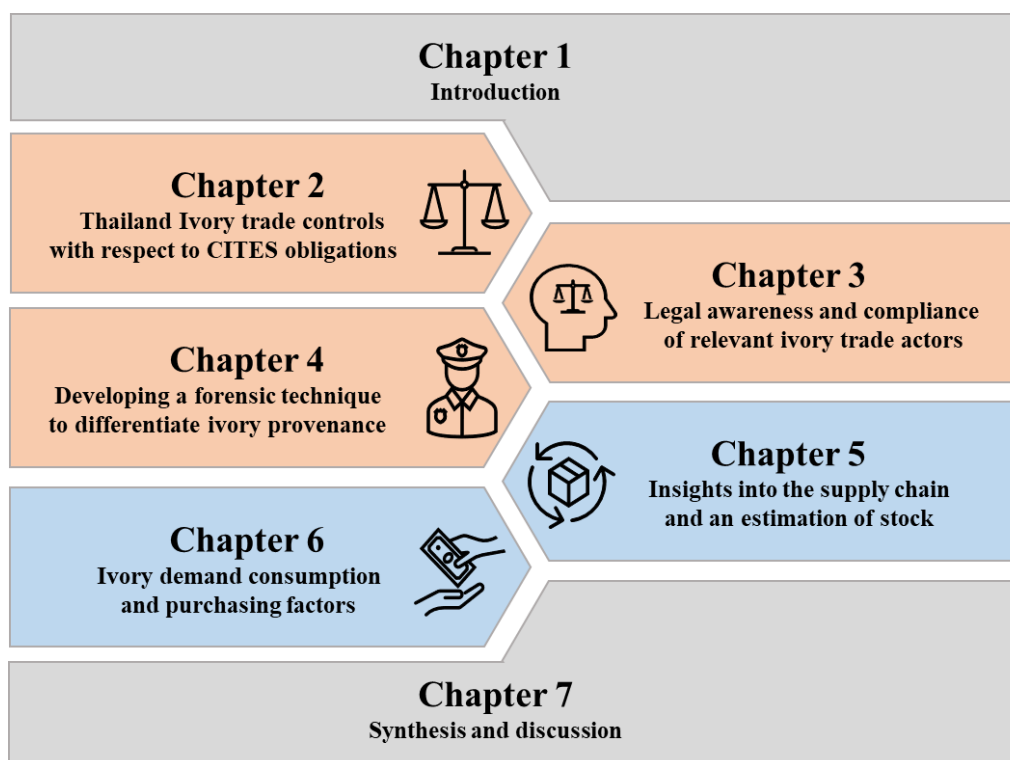 Chapter 1
Introduction
Chapter 2
Thailand Ivory trade controls
with respect to CITES obligations
Chapter 3
Legal awareness and compliance
of relevant ivory trade actors
Chapter 4
Developing a forensic technique
to differentiate ivory provenance
Chapter 5
Insights into the supply chain
and an estimation of stock
Chapter 6
Ivory demand consumption
and purchasing factors
Chapter 7
Synthesis and discussion